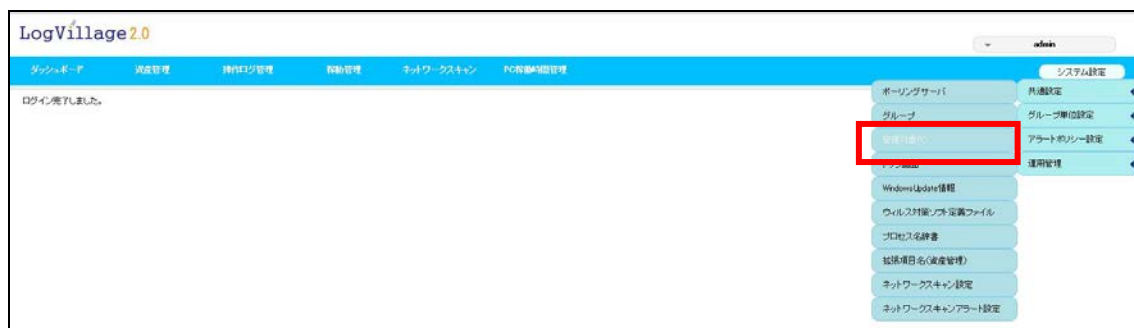 LogVillage 2.0
admin
ダッシュボード 資産管理 操作ログ管理 稼動管理 ネットワークスキャン PC稼働時間管理 システム設定
ログイン完了しました。
ポーリングサーバ
グループ
管理対象PC
WindowsUpdate情報
ウィルス対策ソフト定義ファイル
プロセス名辞書
拡張項目名(資産管理)
ネットワークスキャン設定
ネットワークスキャンアラート設定
共通設定
グループ単位設定
アラートポリシー設定
運用管理